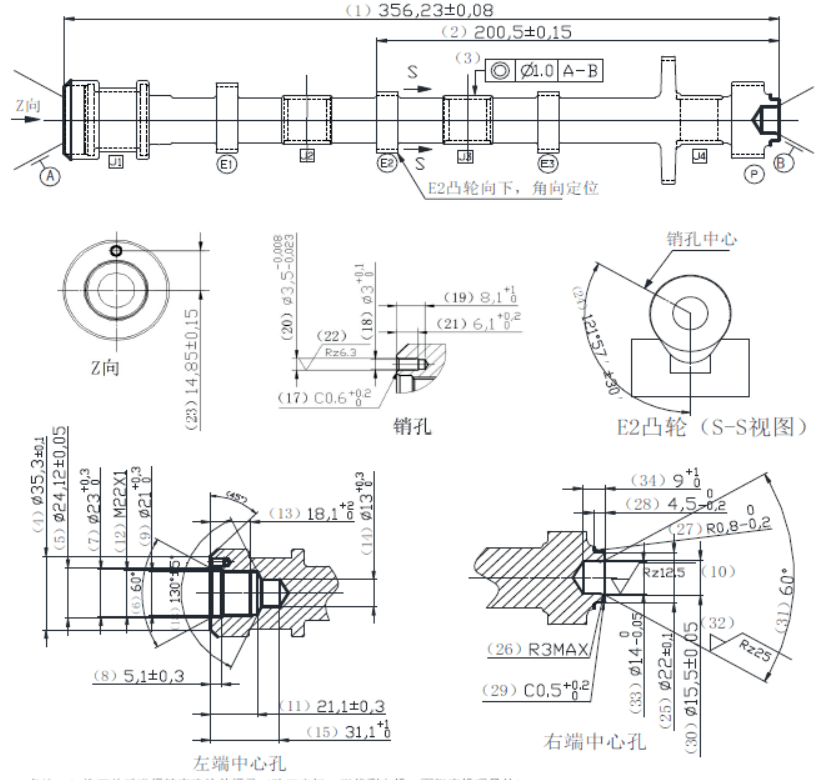 (1) 356,23±0,08
(2) 200,5±0,15
(3) ◎ Ø1.0 A-B
S
Z向
A
J1
E1
J2
E2
S
J3
E3
J4
P
B
E2凸轮向下，角向定位
Z向
(23) 14,85±0,15
(20) ø3,5-0,008 -0,023
(18) ø3+0,1 0
(19) 8,1+1 0
(21) 6,1+0,2 0
(22)
Rz6.3
(17) C0.6+0,2 0
销孔
销孔中心
(24) 121°57' ±30'
E2凸轮（S-S视图）
(4) ø35,3±0,1
(5) ø24,12±0,05
(7) ø23+0,3 0
(12) M22X1
(9) ø21+0,3 0
(45°)
(13) 18,1+2 0
(14) ø13+0,3 0
(6) 60°
130°±5°
(8) 5,1±0,3
(11) 21,1±0,3
(15) 31,1+1 0
左端中心孔
(34) 9+1 0
(28) 4,5 0 -0,2
(27) R0,8 0 -0,2
Rz12.5
(10)
(31) 60°
(32)
Rz25
(26) R3MAX
(29) C0,5+0,2 0
(33) ø14 0 -0,05
(25) ø22±0,1
(30) ø15,5±0,05
右端中心孔